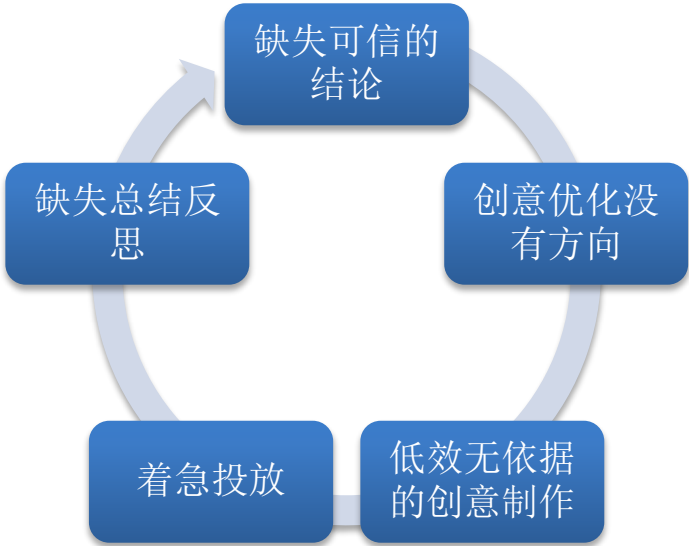 缺失可信的
结论
创意优化没
有方向
低效无依据
的创意制作
着急投放
缺失总结反
思